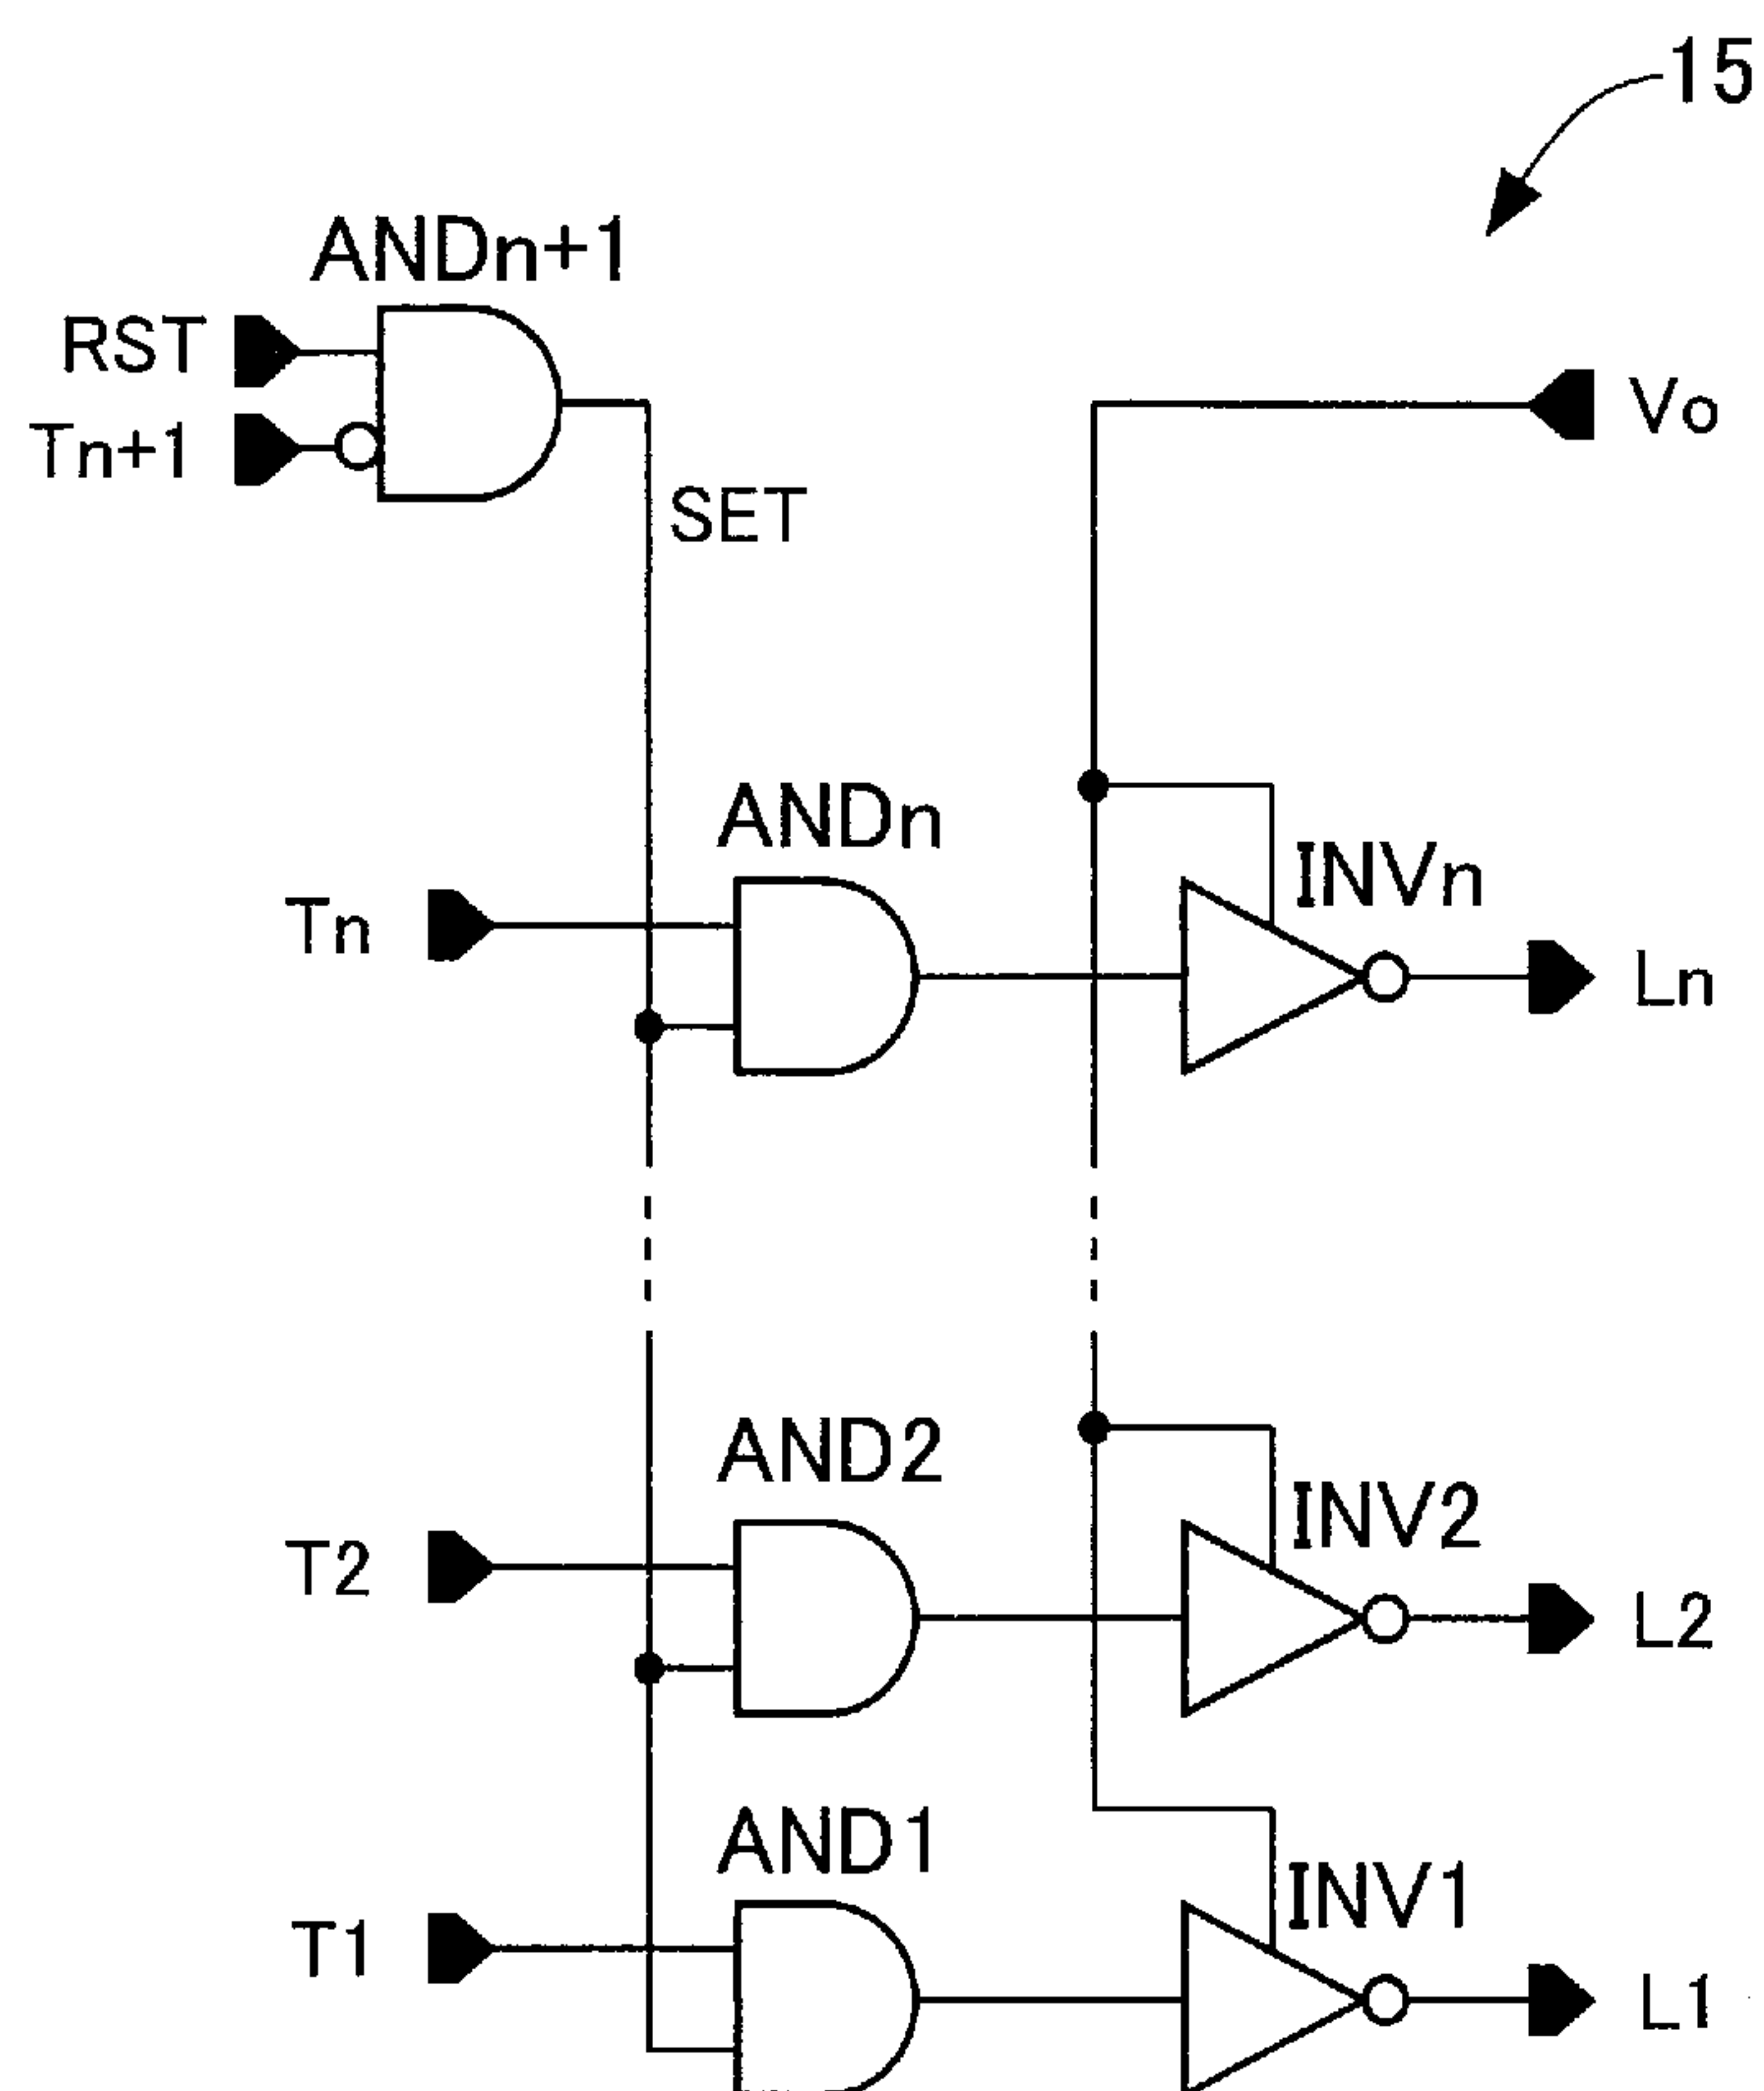 15
ANDn+1
RST
Tn+1
Vo
SET
ANDn
INVn
Tn
Ln
AND2
INV2
T2
L2
AND1
INV1
T1
L1